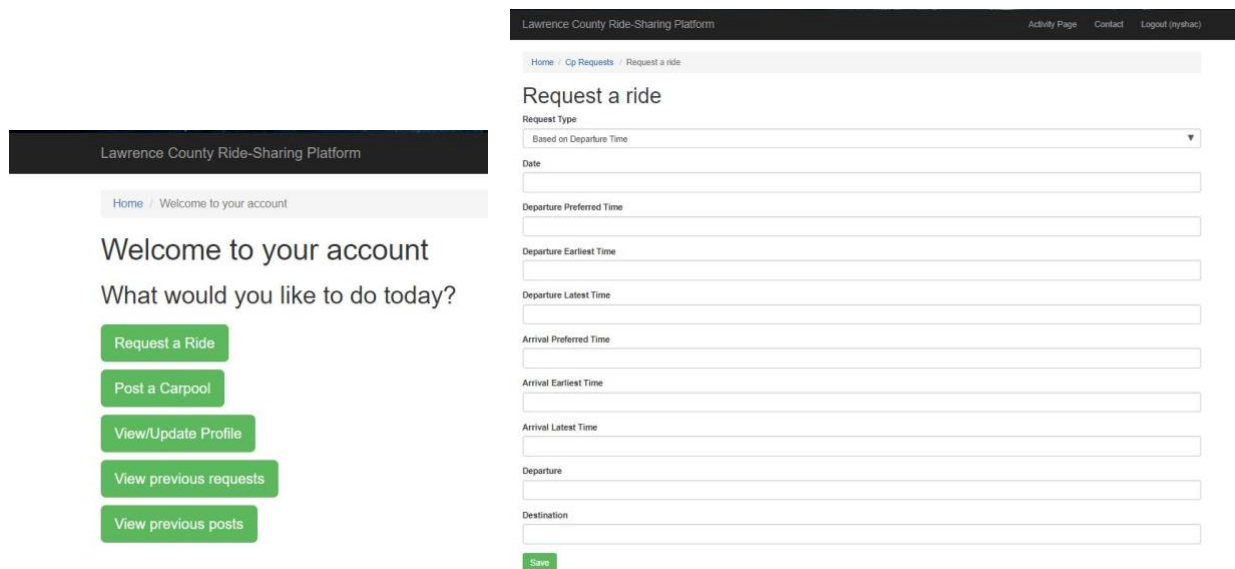 Lawrence County Ride-Sharing Platform
Home / Welcome to your account
Welcome to your account
What would you like to do today?
Request a Ride
Post a Carpool
View/Update Profile
View previous requests
View previous posts
Lawrence County Ride-Sharing Platform Activity Page Contact Logout (nyshac)
Home / Cp Requests / Request a ride
Request a ride
Request Type
Based on Departure Time
Date
Departure Preferred Time
Departure Earliest Time
Departure Latest Time
Arrival Preferred Time
Arrival Earliest Time
Arrival Latest Time
Departure
Destination
Save